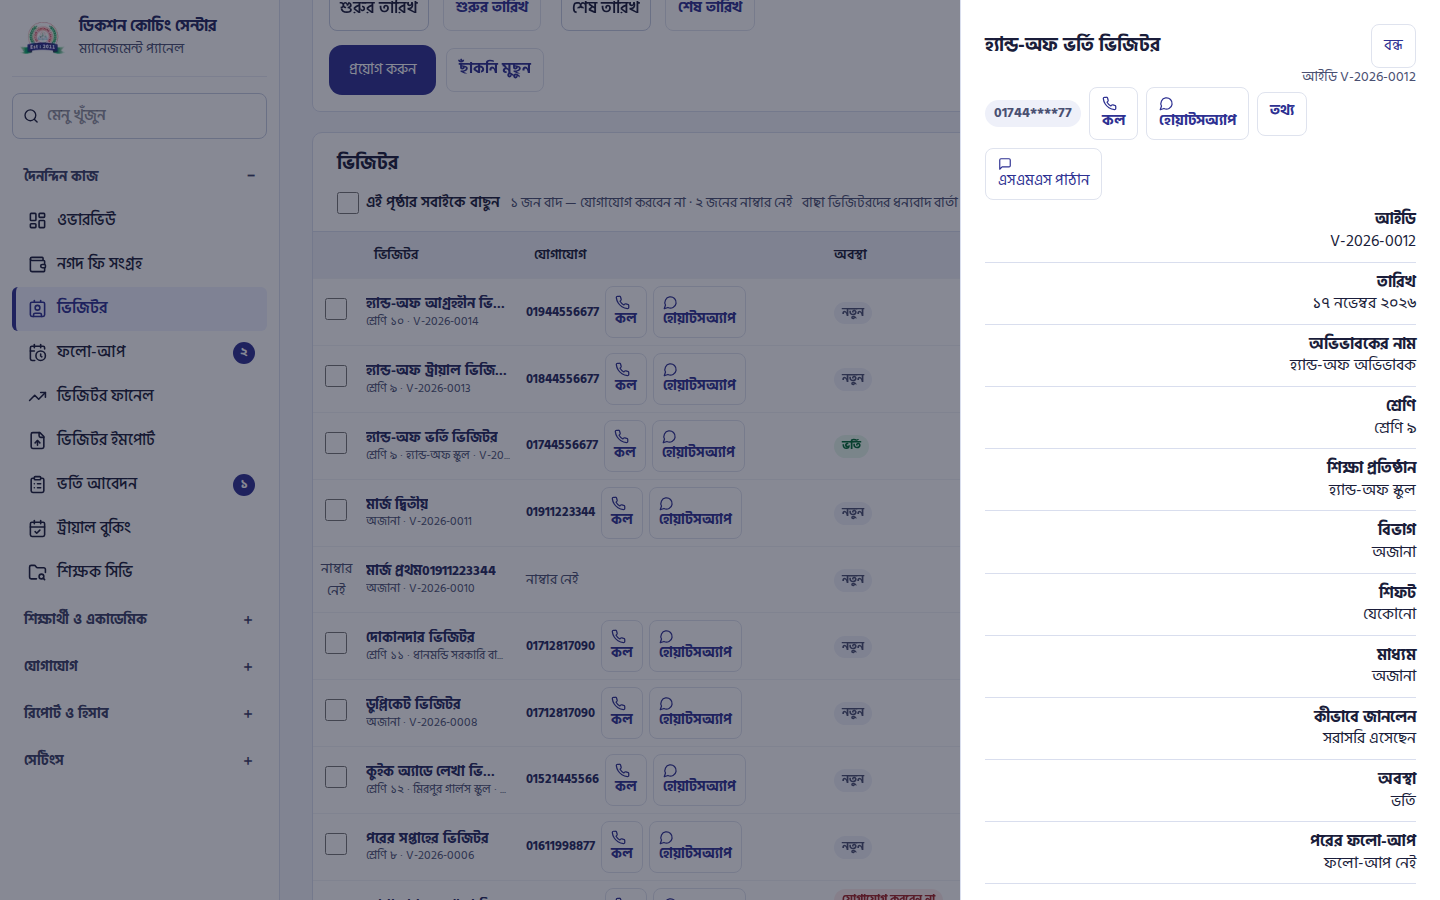 ডিকশন কোচিং সেন্টার
ম্যানেজমেন্ট প্যানেল
Est : 2011
মেনু খুঁজুন
দৈনন্দিন কাজ −
ওভারভিউ
নগদ ফি সংগ্রহ
ভিজিটর
ফলো-আপ ২
ভিজিটর ফানেল
ভিজিটর ইমপোর্ট
ভর্তি আবেদন ১
ট্রায়াল বুকিং
শিক্ষক সিভি
শিক্ষার্থী ও একাডেমিক +
যোগাযোগ +
রিপোর্ট ও হিসাব +
সেটিংস +
শুরুর তারিখ শুরুর তারিখ শেষ তারিখ শেষ তারিখ
প্রয়োগ করুন ছাঁকনি মুছুন
ভিজিটর
এই পৃষ্ঠার সবাইকে বাছুন ১ জন বাদ — যোগাযোগ করবেন না · ২ জনের নাম্বার নেই বাছা ভিজিটরদের ধন্যবাদ বার্তা
ভিজিটর যোগাযোগ অবস্থা
হ্যান্ড-অফ আগ্রহহীন ভি...
শ্রেণি ১০ · V-2026-0014
01944556677 কল হোয়াটসঅ্যাপ নতুন
হ্যান্ড-অফ ট্রায়াল ভিজি...
শ্রেণি ৯ · V-2026-0013
01844556677 কল হোয়াটসঅ্যাপ নতুন
হ্যান্ড-অফ ভর্তি ভিজিটর
শ্রেণি ৯ · হ্যান্ড-অফ স্কুল · V-20...
01744556677 কল হোয়াটসঅ্যাপ ভর্তি
মার্জ দ্বিতীয়
অজানা · V-2026-0011
01911223344 কল হোয়াটসঅ্যাপ নতুন
নাম্বার নেই
মার্জ প্রথম01911223344
অজানা · V-2026-0010
নাম্বার নেই নতুন
দোকানদার ভিজিটর
শ্রেণি ১১ · ধানমন্ডি সরকারি বা...
01712817090 কল হোয়াটসঅ্যাপ নতুন
ডুপ্লিকেট ভিজিটর
অজানা · V-2026-0008
01712817090 কল হোয়াটসঅ্যাপ নতুন
কুইক অ্যাডে লেখা ভি...
শ্রেণি ১২ · মিরপুর গার্লস স্কুল · ...
01521445566 কল হোয়াটসঅ্যাপ নতুন
পরের সপ্তাহের ভিজিটর
শ্রেণি ৮ · V-2026-0006
01611998877 কল হোয়াটসঅ্যাপ নতুন
যোগাযোগ করবেন না
হ্যান্ড-অফ ভর্তি ভিজিটর বন্ধ
আইডি V-2026-0012
01744****77 কল হোয়াটসঅ্যাপ তথ্য
এসএমএস পাঠান
আইডি
V-2026-0012
তারিখ
১৭ নভেম্বর ২০২৬
অভিভাবকের নাম
হ্যান্ড-অফ অভিভাবক
শ্রেণি
শ্রেণি ৯
শিক্ষা প্রতিষ্ঠান
হ্যান্ড-অফ স্কুল
বিভাগ
অজানা
শিফট
যেকোনো
মাধ্যম
অজানা
কীভাবে জানলেন
সরাসরি এসেছেন
অবস্থা
ভর্তি
পরের ফলো-আপ
ফলো-আপ নেই